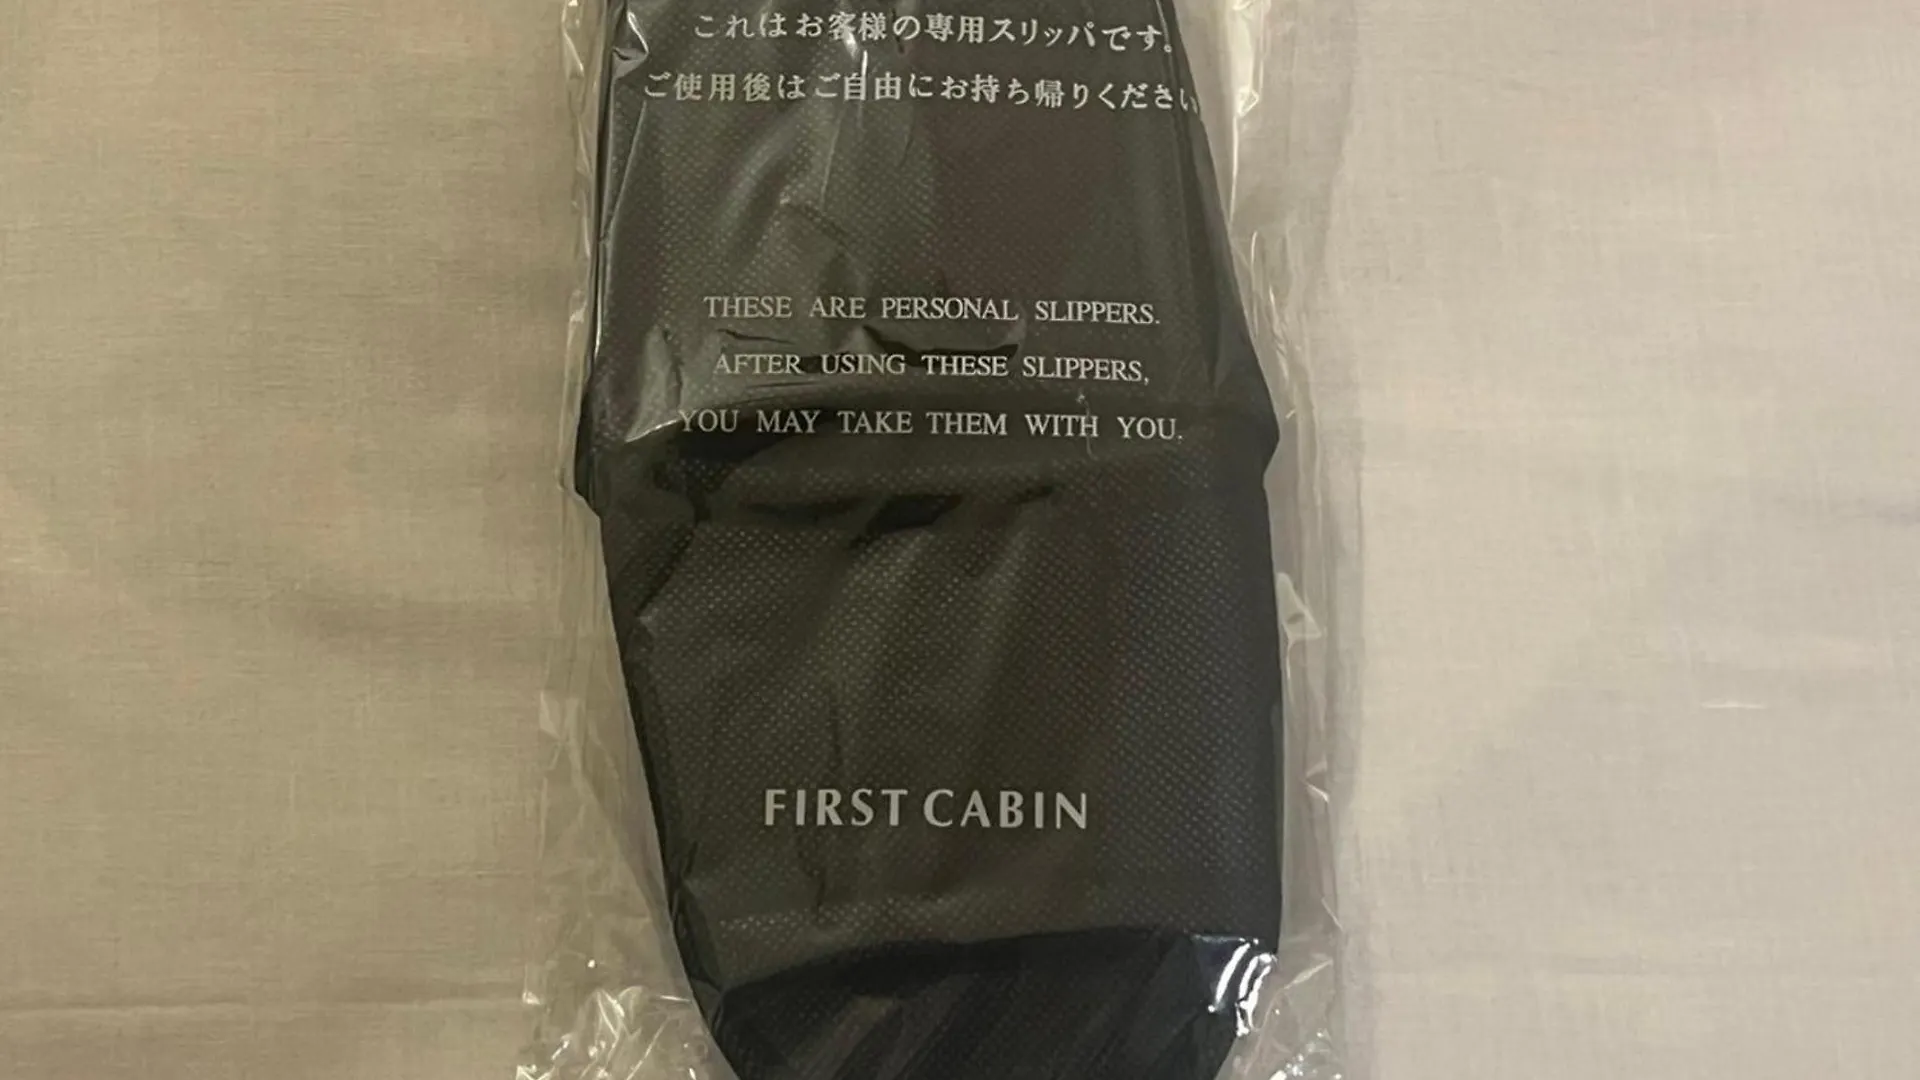 これはお客様の専用スリッパです。
ご使用後はご自由にお持ち帰りください
THESE ARE PERSONAL SLIPPERS.
AFTER USING THESE SLIPPERS,
YOU MAY TAKE THEM WITH YOU.
FIRST CABIN